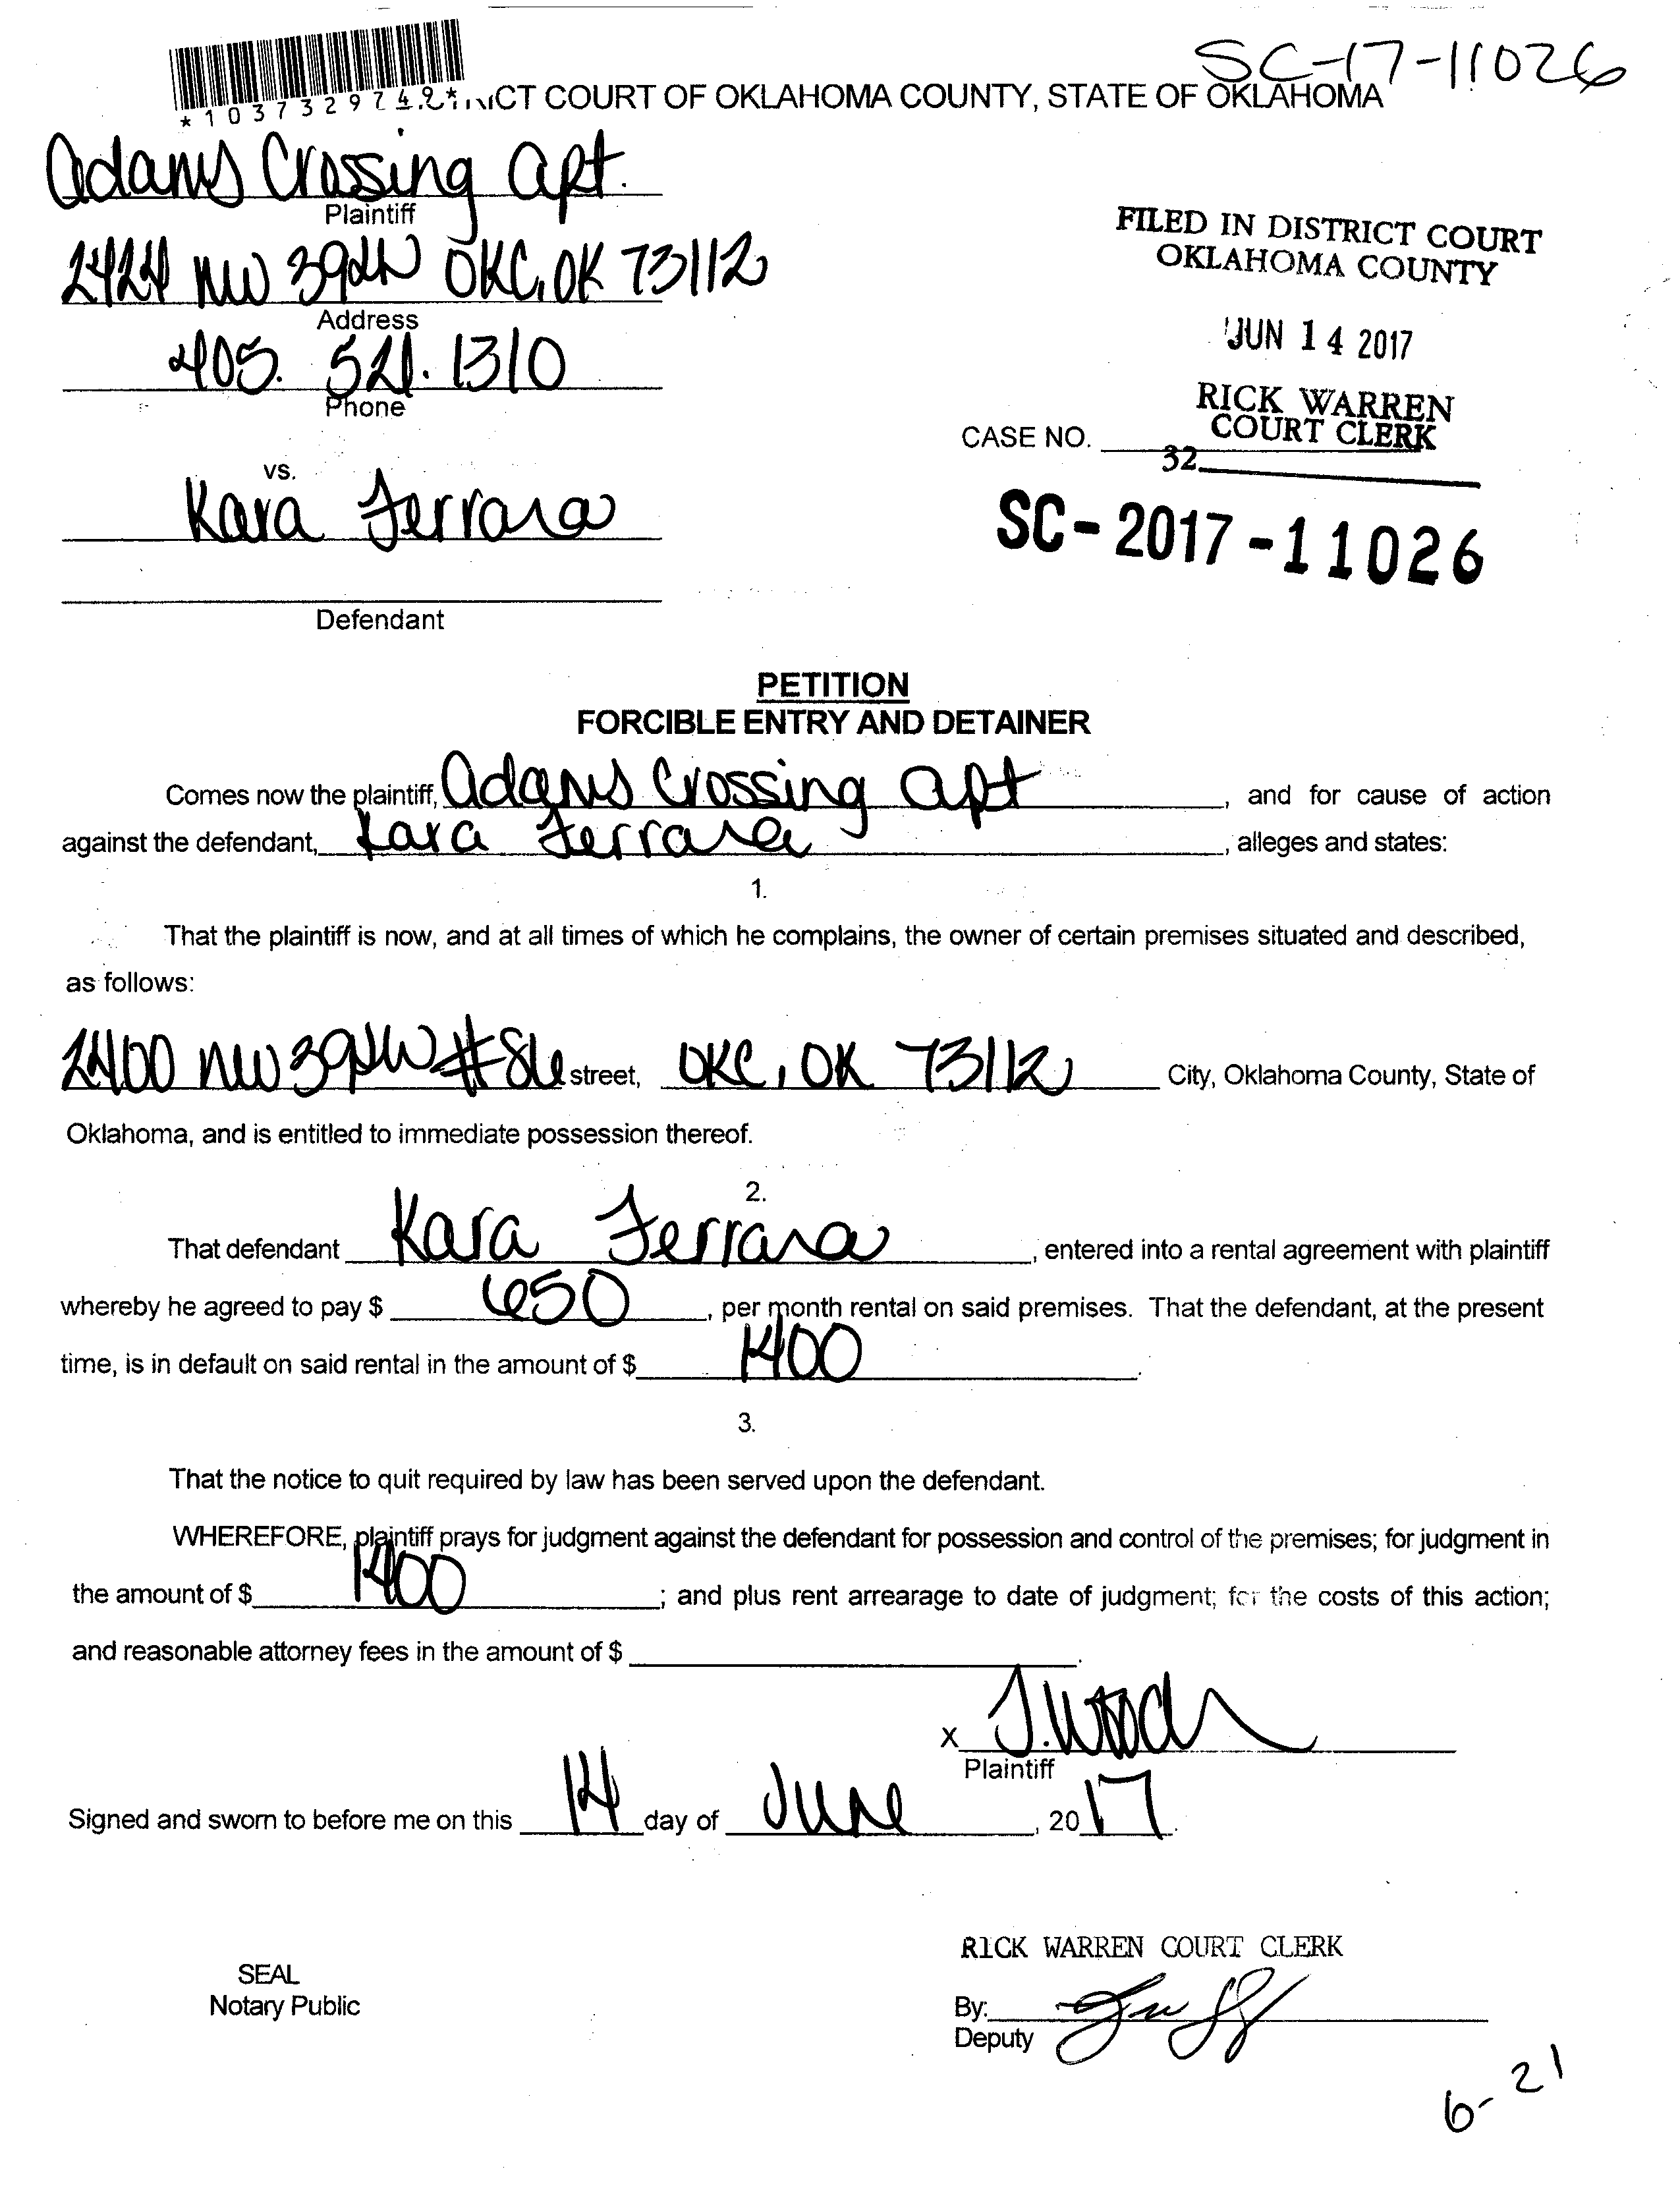 SC-17-11026
*1037329742*
CT COURT OF OKLAHOMA COUNTY, STATE OF OKLAHOMA
Adams Crossing Apt.
Plaintiff
2424 NW 39th OKC, OK 73112
Address
405. 521. 1310
Phone
FILED IN DISTRICT COURT
OKLAHOMA COUNTY
JUN 14 2017
RICK WARREN
COURT CLERK
CASE NO.
32
vs.
Kara Ferrara
SC-2017-11026
Defendant
PETITION
FORCIBLE ENTRY AND DETAINER
Comes now the plaintiff, Adams Crossing Apt, and for cause of action
against the defendant, Kara Ferrara, alleges and states:
1.
That the plaintiff is now, and at all times of which he complains, the owner of certain premises situated and described,
as follows:
2400 NW 39th #86 street, OKC, OK 73112 City, Oklahoma County, State of
Oklahoma, and is entitled to immediate possession thereof.
2.
That defendant Kara Ferrara, entered into a rental agreement with plaintiff
whereby he agreed to pay $ 650, per month rental on said premises. That the defendant, at the present
time, is in default on said rental in the amount of $ 1400.
3.
That the notice to quit required by law has been served upon the defendant.
WHEREFORE, plaintiff prays for judgment against the defendant for possession and control of the premises; for judgment in
the amount of $ 1400; and plus rent arrearage to date of judgment; for the costs of this action;
and reasonable attorney fees in the amount of $ .
X J. Wood
Plaintiff
Signed and sworn to before me on this 14 day of June, 2017.
RICK WARREN COURT CLERK
SEAL
Notary Public
By:
Deputy
6-21